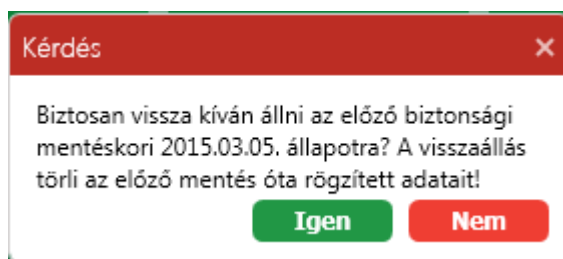 Kérdés
Biztosan vissza kíván állni az előző biztonsági
mentéskori 2015.03.05. állapotra? A visszaállás
törli az előző mentés óta rögzített adatait!
Igen Nem